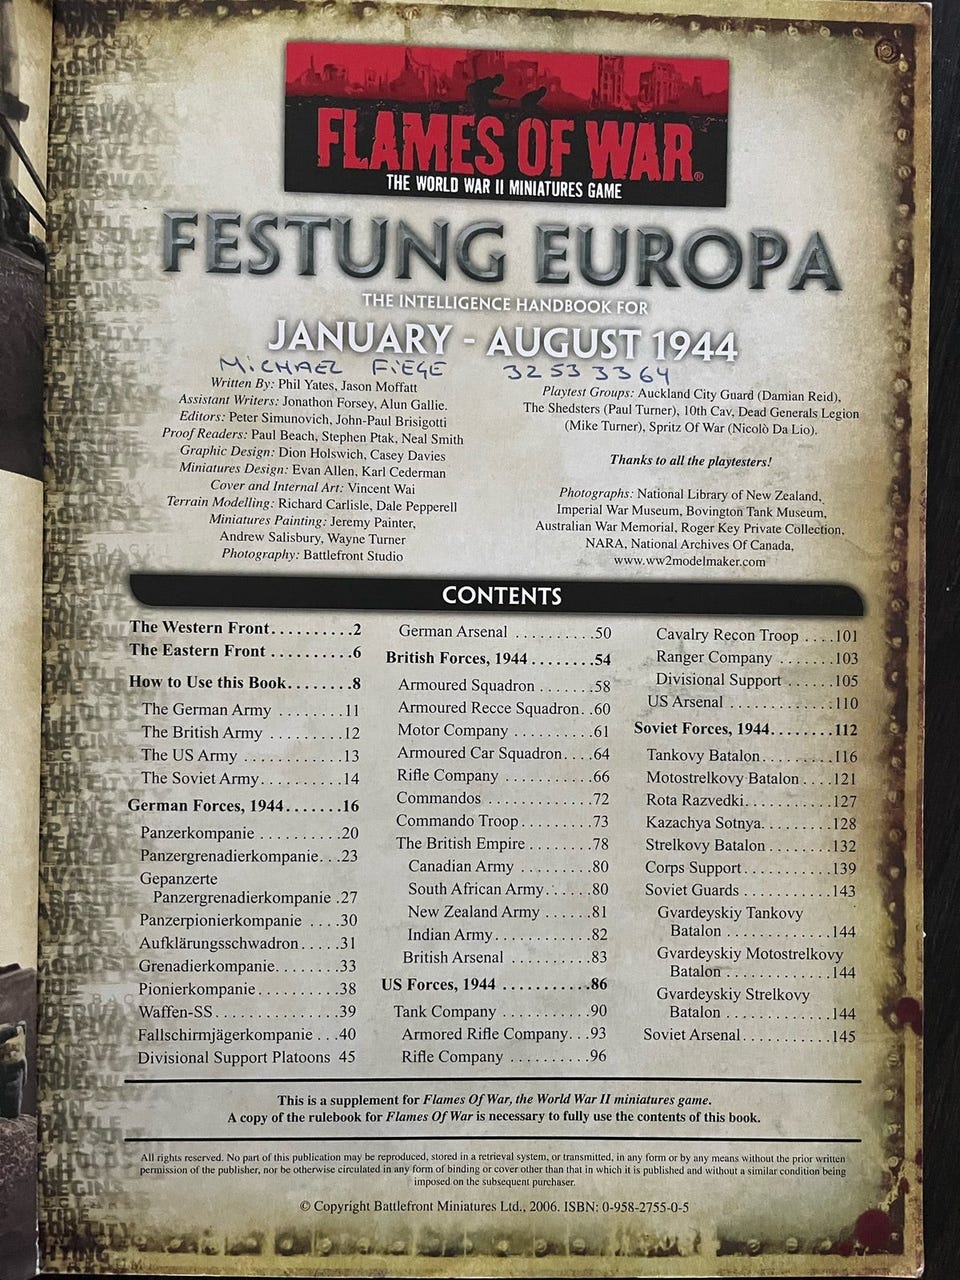 FLAMES OF WAR®
THE WORLD WAR II MINIATURES GAME
FESTUNG EUROPA
THE INTELLIGENCE HANDBOOK FOR
JANUARY - AUGUST 1944
MiCHAEL FiEGE 32533364
Written By: Phil Yates, Jason Moffatt
Assistant Writers: Jonathon Forsey, Alun Gallie.
Editors: Peter Simunovich, John-Paul Brisigotti
Proof Readers: Paul Beach, Stephen Ptak, Neal Smith
Graphic Design: Dion Holswich, Casey Davies
Miniatures Design: Evan Allen, Karl Cederman
Cover and Internal Art: Vincent Wai
Terrain Modelling: Richard Carlisle, Dale Pepperell
Miniatures Painting: Jeremy Painter,
Andrew Salisbury, Wayne Turner
Photography: Battlefront Studio
Playtest Groups: Auckland City Guard (Damian Reid),
The Shedsters (Paul Turner), 10th Cav, Dead Generals Legion
(Mike Turner), Spritz Of War (Nicolò Da Lio).
Thanks to all the playtesters!
Photographs: National Library of New Zealand,
Imperial War Museum, Bovington Tank Museum,
Australian War Memorial, Roger Key Private Collection,
NARA, National Archives Of Canada,
www.ww2modelmaker.com
CONTENTS
The Western Front..........2
The Eastern Front ..........6
How to Use this Book........8
The German Army ........11
The British Army ..........12
The US Army .............13
The Soviet Army..........14
German Forces, 1944.......16
Panzerkompanie ..........20
Panzergrenadierkompanie. ..23
Gepanzerte
Panzergrenadierkompanie .27
Panzerpionierkompanie ....30
Aufklärungsschwadron.....31
Grenadierkompanie........33
Pionierkompanie..........38
Waffen-SS...............39
Fallschirmjägerkompanie ...40
Divisional Support Platoons 45
German Arsenal ..........50
British Forces, 1944........54
Armoured Squadron .......58
Armoured Recce Squadron..60
Motor Company ..........61
Armoured Car Squadron....64
Rifle Company ...........66
Commandos .............72
Commando Troop.........73
The British Empire ........78
Canadian Army ..........80
South African Army.......80
New Zealand Army ......81
Indian Army............82
British Arsenal ..........83
US Forces, 1944 ..........86
Tank Company ...........90
Armored Rifle Company...93
Rifle Company ..........96
Cavalry Recon Troop ....101
Ranger Company .......103
Divisional Support ......105
US Arsenal ............110
Soviet Forces, 1944........112
Tankovy Batalon.........116
Motostrelkovy Batalon ....121
Rota Razvedki...........127
Kazachya Sotnya.........128
Strelkovy Batalon ........132
Corps Support...........139
Soviet Guards ...........143
Gvardeyskiy Tankovy
Batalon .............144
Gvardeyskiy Motostrelkovy
Batalon .............144
Gvardeyskiy Strelkovy
Batalon .............144
Soviet Arsenal...........145
This is a supplement for Flames Of War, the World War II miniatures game.
A copy of the rulebook for Flames Of War is necessary to fully use the contents of this book.
All rights reserved. No part of this publication may be reproduced, stored in a retrieval system, or transmitted, in any form or by any means without the prior written
permission of the publisher, nor be otherwise circulated in any form of binding or cover other than that in which it is published and without a similar condition being
imposed on the subsequent purchaser.
© Copyright Battlefront Miniatures Ltd., 2006. ISBN: 0-958-2755-0-5